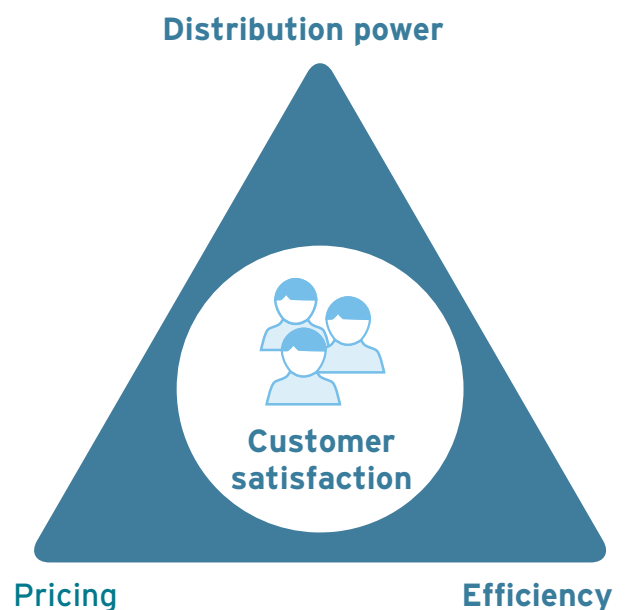 Distribution power
Customer
satisfaction
Pricing
Efficiency